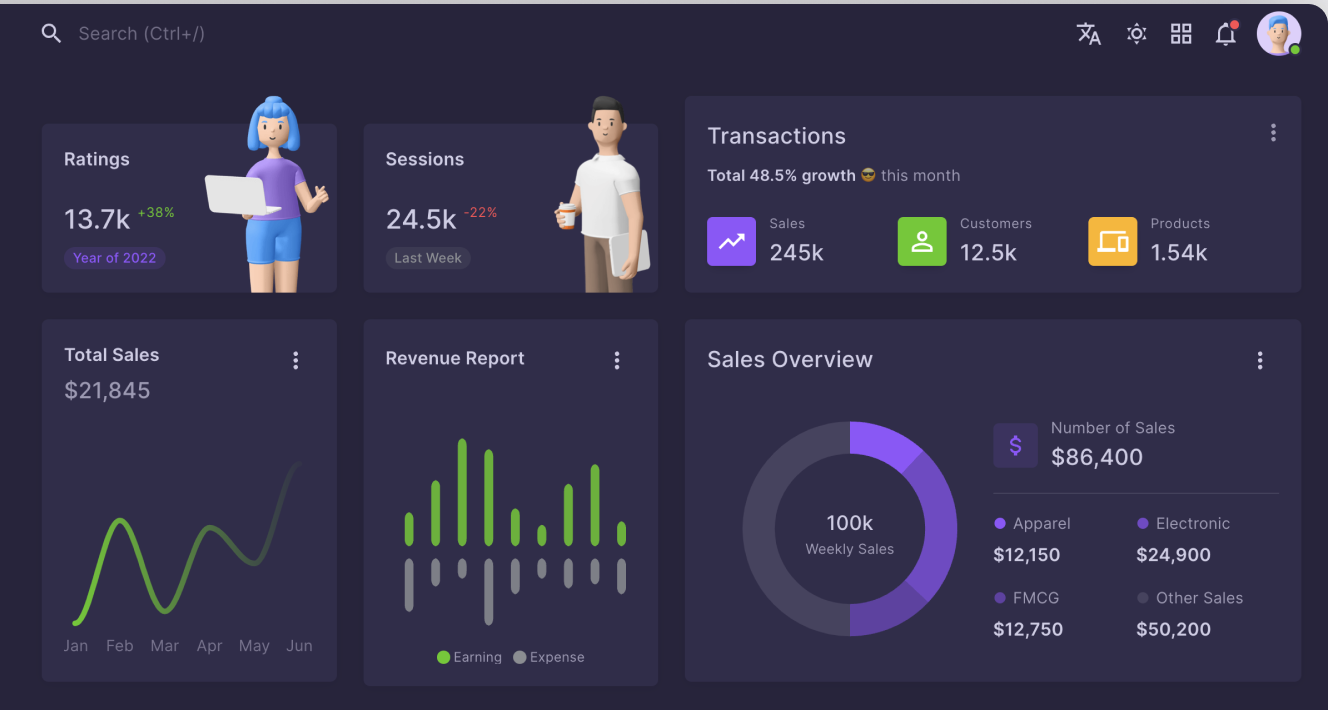 Search (Ctrl+/)
Ratings
13.7k +38%
Year of 2022
Sessions
24.5k -22%
Last Week
Transactions
Total 48.5% growth 😎 this month
Sales
245k
Customers
12.5k
Products
1.54k
Total Sales
$21,845
Jan Feb Mar Apr May Jun
Revenue Report
Earning Expense
Sales Overview
100k
Weekly Sales
Number of Sales
$86,400
Apparel
$12,150
Electronic
$24,900
FMCG
$12,750
Other Sales
$50,200